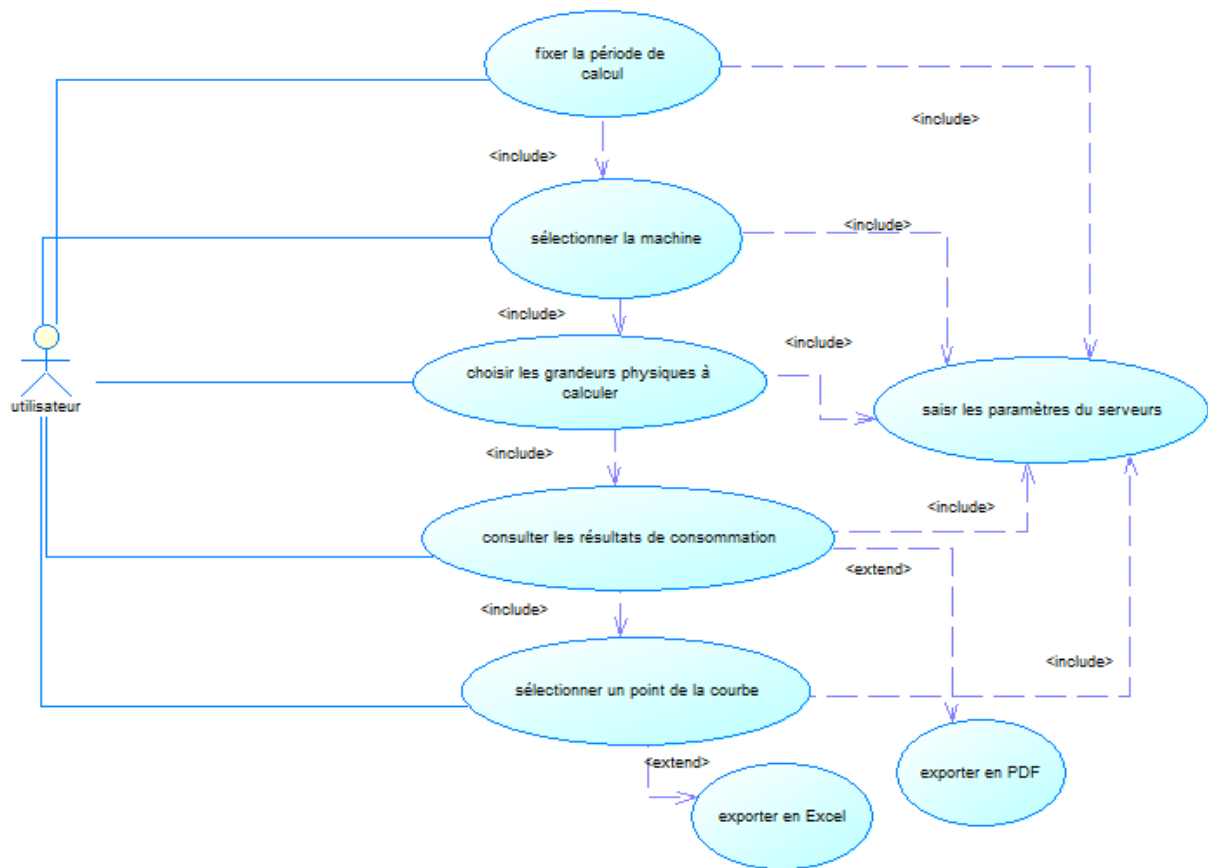 fixer la période de
calcul
<include>
<include>
sélectionner la machine
<include>
<include>
<include>
choisir les grandeurs physiques à
calculer
utilisateur
saisr les paramètres du serveurs
<include>
<include>
consulter les résultats de consommation
<extend>
<include>
<include>
sélectionner un point de la courbe
<extend>
exporter en PDF
exporter en Excel